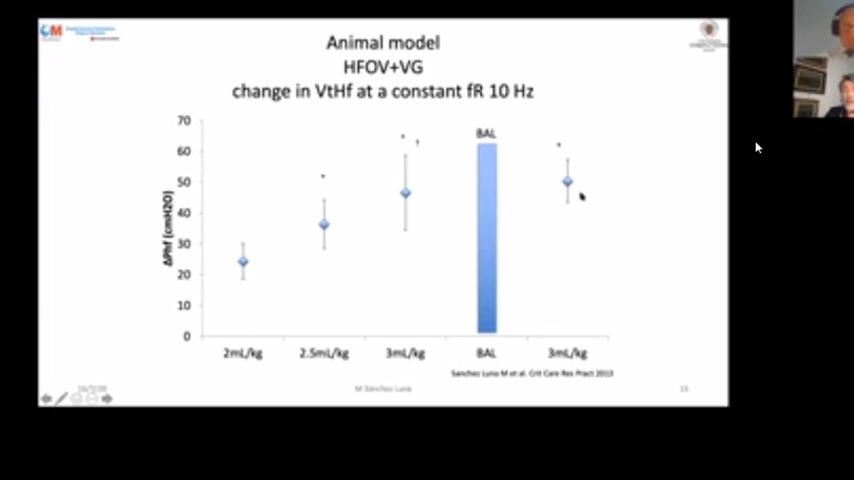 Animal model
HFOV+VG
change in VtHf at a constant fR 10 Hz
ΔPhf (cmH2O)
70
60
50
40
30
20
10
0
*
* †
BAL
*
2mL/kg 2.5mL/kg 3mL/kg BAL 3mL/kg
Sanchez Luna M et al. Crit Care Res Pract 2013
M Sánchez Luna
15